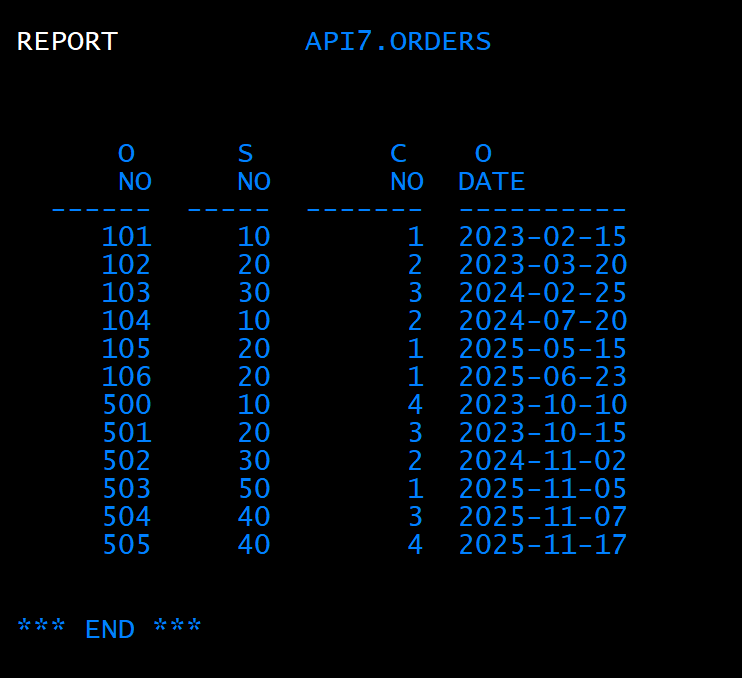 REPORT API7.ORDERS
O S C O
NO NO NO DATE
------ ----- ------- ----------
101 10 1 2023-02-15
102 20 2 2023-03-20
103 30 3 2024-02-25
104 10 2 2024-07-20
105 20 1 2025-05-15
106 20 1 2025-06-23
500 10 4 2023-10-10
501 20 3 2023-10-15
502 30 2 2024-11-02
503 50 1 2025-11-05
504 40 3 2025-11-07
505 40 4 2025-11-17
*** END ***